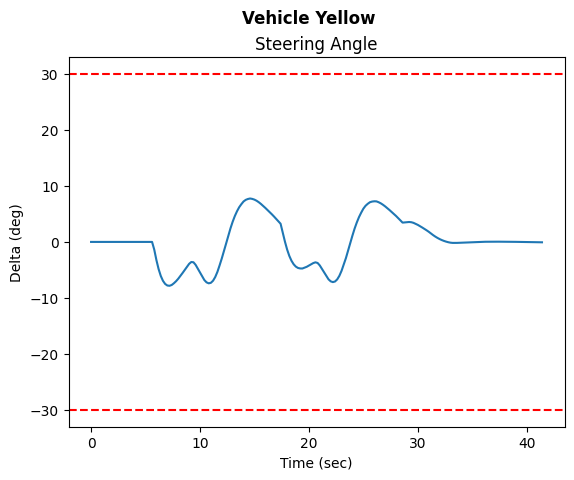 Vehicle Yellow
Steering Angle
30
20
10
0
−10
−20
−30
Delta (deg)
0 10 20 30 40
Time (sec)